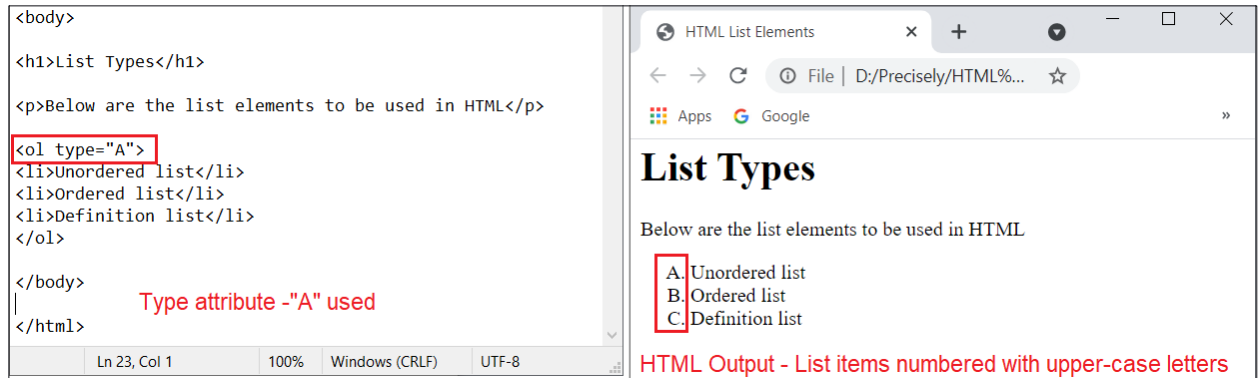 <body>
<h1>List Types</h1>
<p>Below are the list elements to be used in HTML</p>
<ol type="A">
<li>Unordered list</li>
<li>Ordered list</li>
<li>Definition list</li>
</ol>
</body>
Type attribute -"A" used
</html>
Ln 23, Col 1 100% Windows (CRLF) UTF-8
HTML List Elements
File | D:/Precisely/HTML%...
Apps Google »
List Types
Below are the list elements to be used in HTML
A. Unordered list
B. Ordered list
C. Definition list
HTML Output - List items numbered with upper-case letters